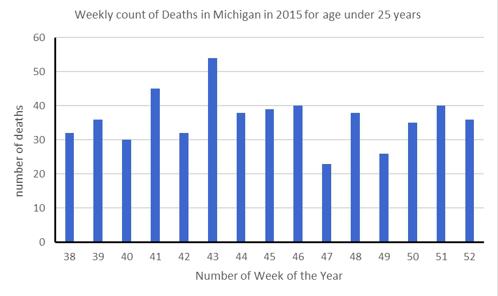 Weekly count of Deaths in Michigan in 2015 for age under 25 years
60
50
40
30
20
10
0
number of deaths
38 39 40 41 42 43 44 45 46 47 48 49 50 51 52
Number of Week of the Year